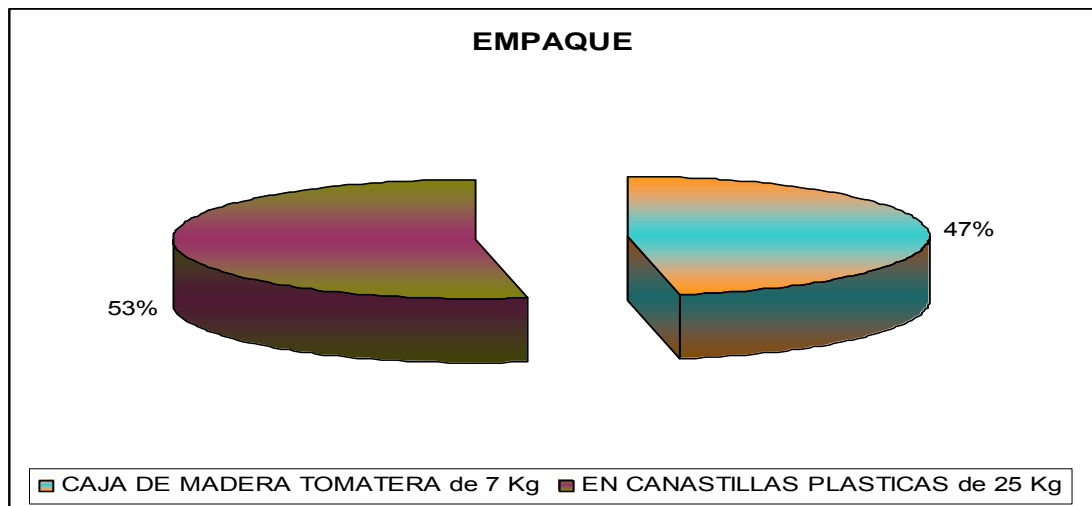 EMPAQUE
47%
53%
CAJA DE MADERA TOMATERA de 7 Kg EN CANASTILLAS PLASTICAS de 25 Kg